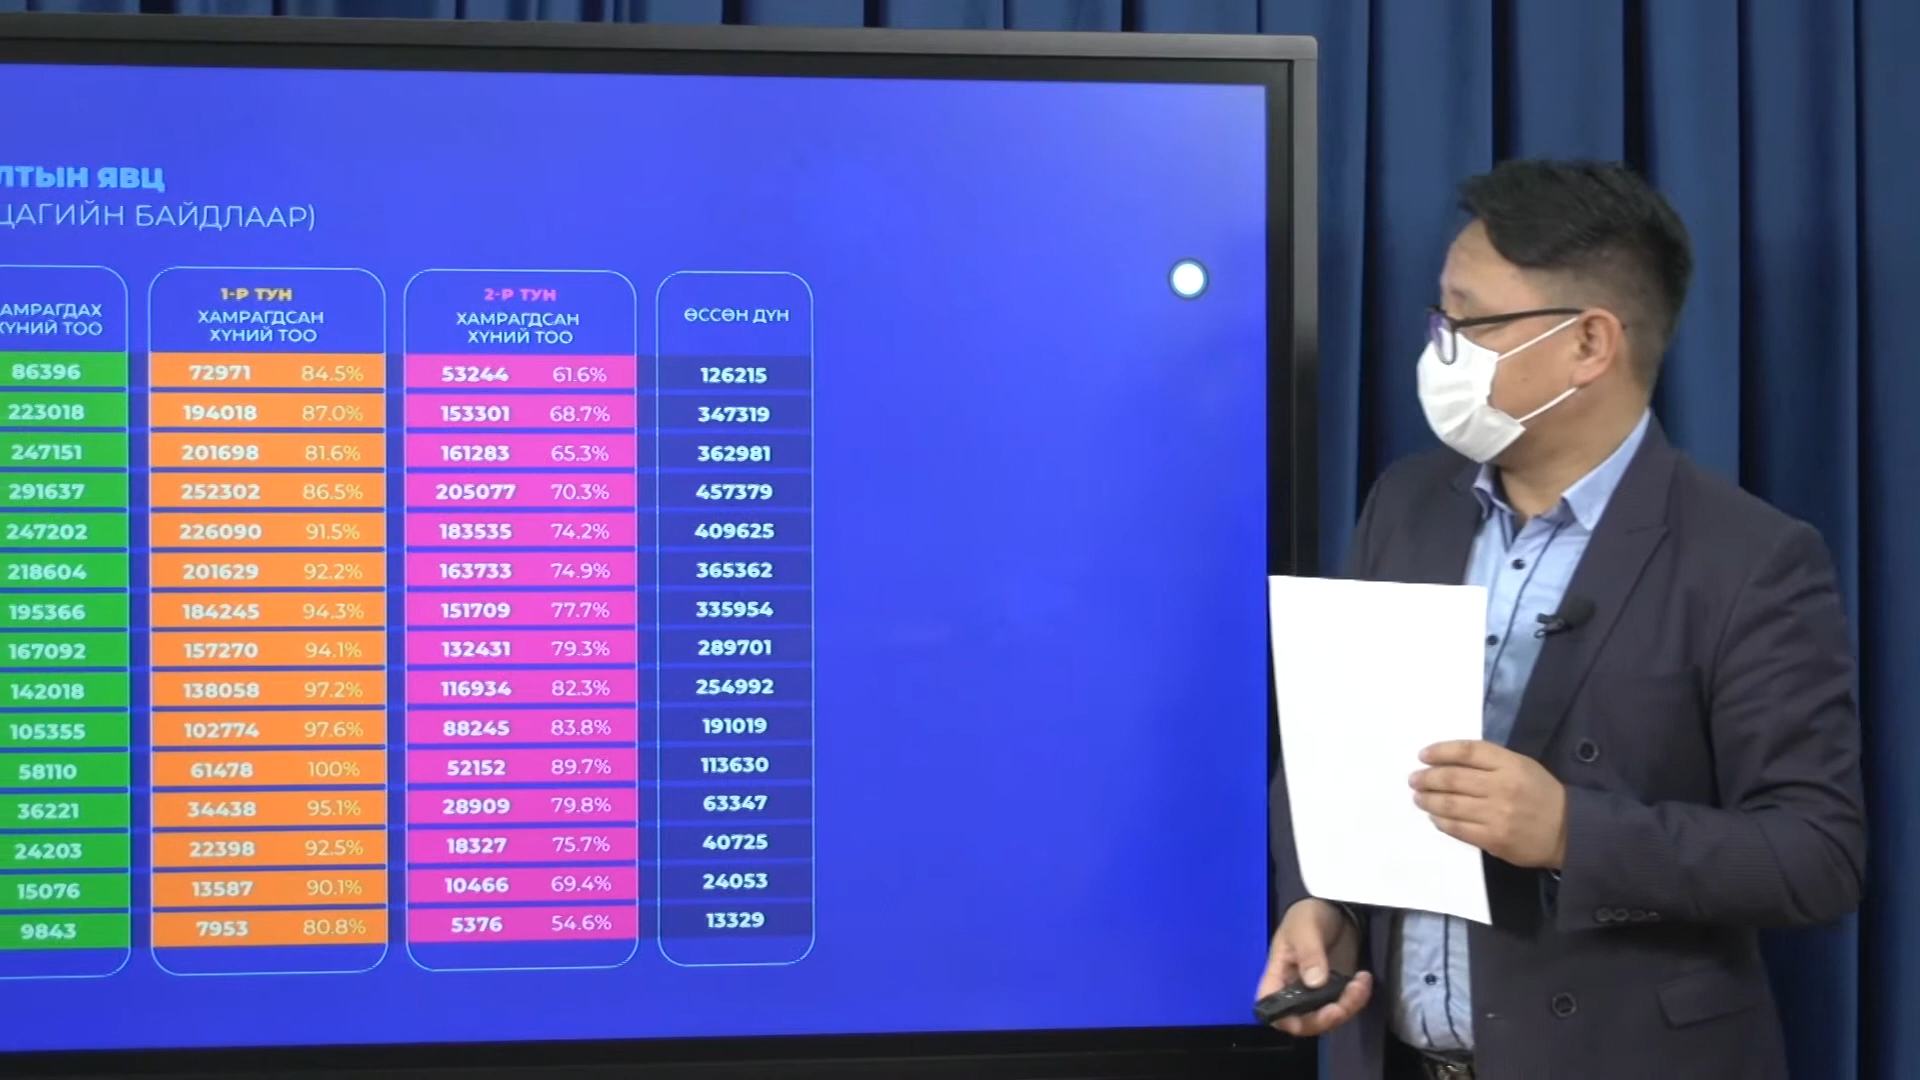 ЛТЫН ЯВЦ
ЦАГИЙН БАЙДЛААР)
АМРАГДАХ
ХҮНИЙ ТОО
1-Р ТУН
ХАМРАГДСАН
ХҮНИЙ ТОО
2-Р ТУН
ХАМРАГДСАН
ХҮНИЙ ТОО
ӨССӨН ДҮН
86396 72971 84.5% 53244 61.6% 126215
223018 194018 87.0% 153301 68.7% 347319
247151 201698 81.6% 161283 65.3% 362981
291637 252302 86.5% 205077 70.3% 457379
247202 226090 91.5% 183535 74.2% 409625
218604 201629 92.2% 163733 74.9% 365362
195366 184245 94.3% 151709 77.7% 335954
167092 157270 94.1% 132431 79.3% 289701
142018 138058 97.2% 116934 82.3% 254992
105355 102774 97.6% 88245 83.8% 191019
58110 61478 100% 52152 89.7% 113630
36221 34438 95.1% 28909 79.8% 63347
24203 22398 92.5% 18327 75.7% 40725
15076 13587 90.1% 10466 69.4% 24053
9843 7953 80.8% 5376 54.6% 13329